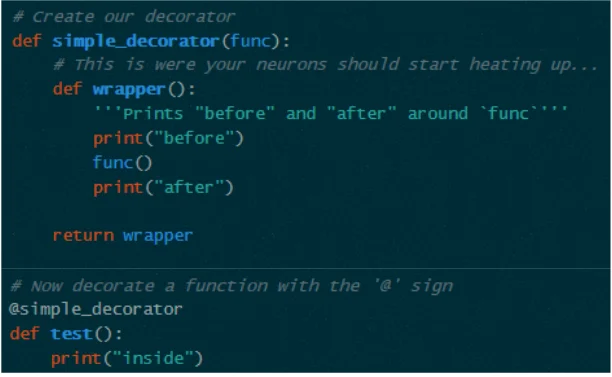 # Create our decorator
def simple_decorator(func):
    # This is were your neurons should start heating up...
    def wrapper():
        '''Prints "before" and "after" around `func`'''
        print("before")
        func()
        print("after")
    return wrapper
# Now decorate a function with the '@' sign
@simple_decorator
def test():
    print("inside")